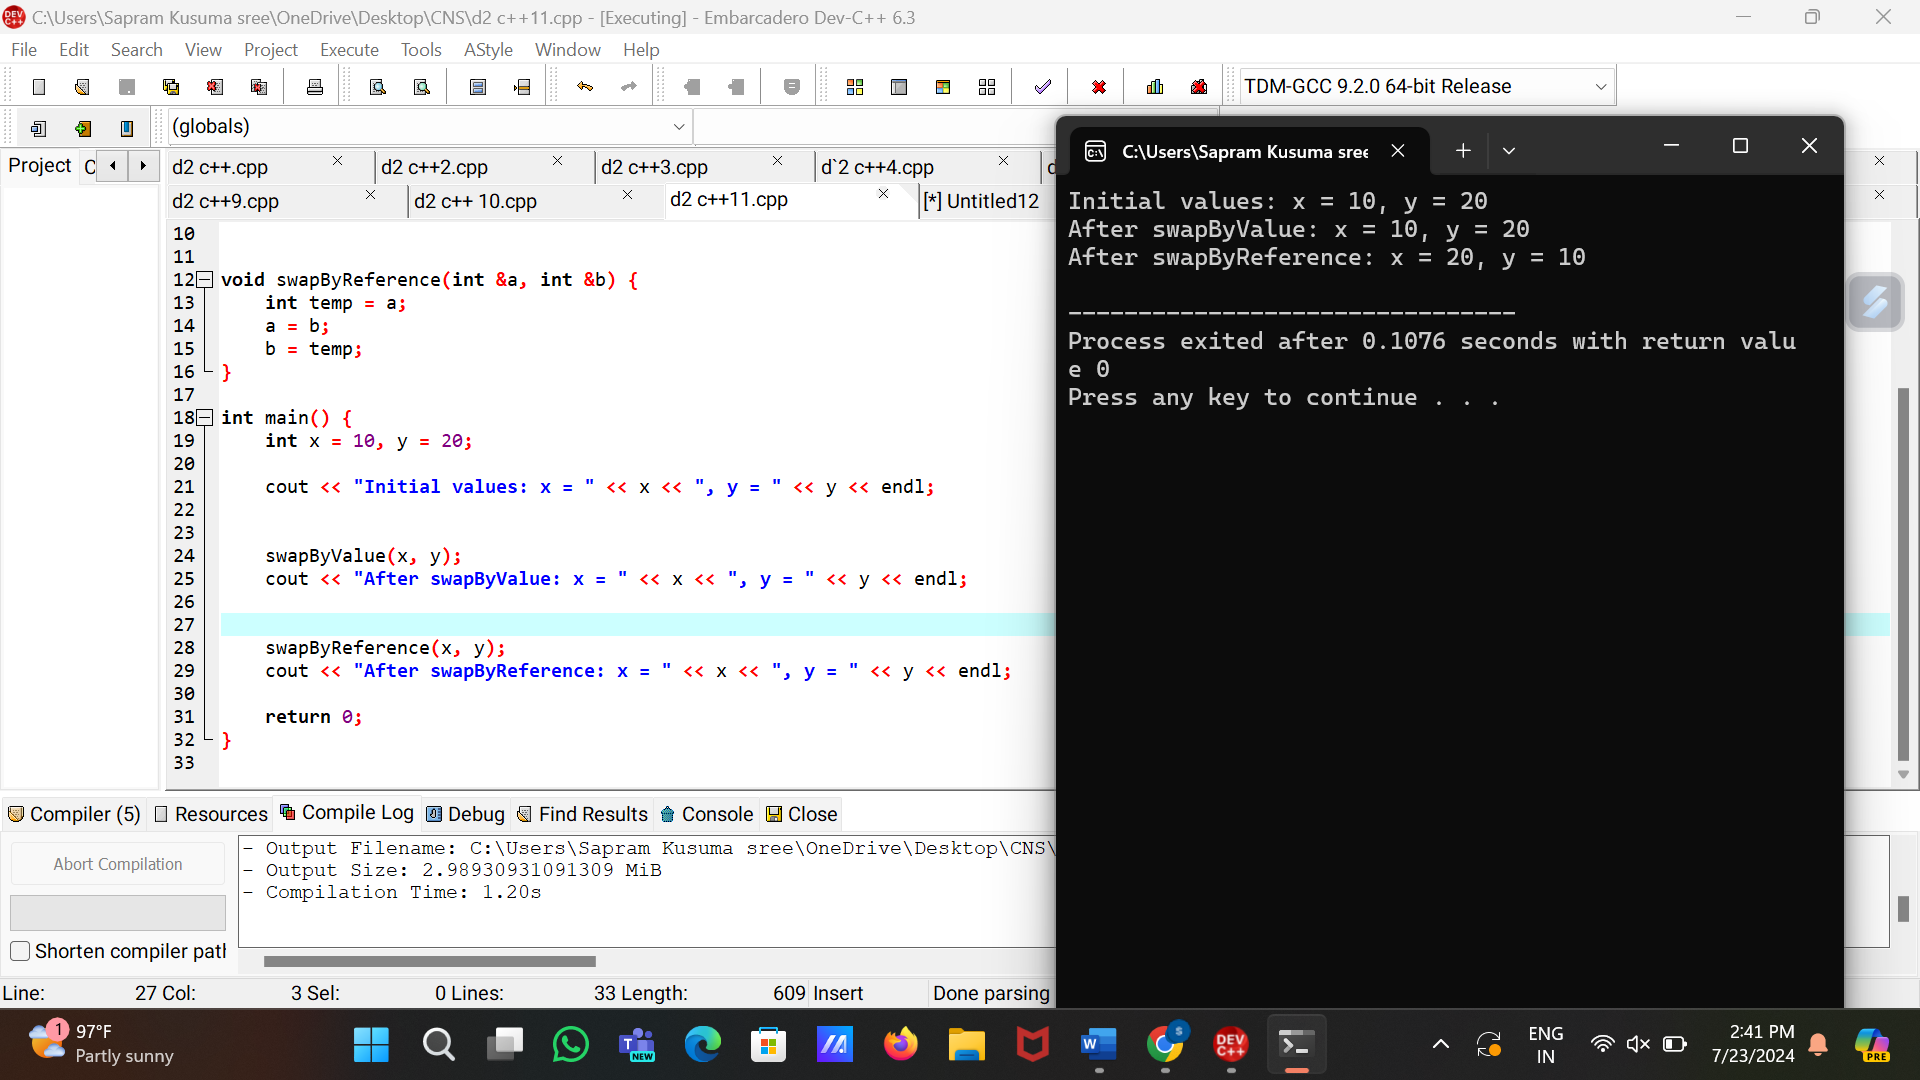 C:\Users\Sapram Kusuma sree\OneDrive\Desktop\CNS\d2 c++11.cpp - [Executing] - Embarcadero Dev-C++ 6.3
File Edit Search View Project Execute Tools AStyle Window Help
TDM-GCC 9.2.0 64-bit Release
(globals)
Project
d2 c++.cpp d2 c++2.cpp d2 c++3.cpp d`2 c++4.cpp
d2 c++9.cpp d2 c++ 10.cpp d2 c++11.cpp [*] Untitled12
10
11
12 void swapByReference(int &a, int &b) {
13 int temp = a;
14 a = b;
15 b = temp;
16 }
17
18 int main() {
19 int x = 10, y = 20;
20
21 cout << "Initial values: x = " << x << ", y = " << y << endl;
22
23
24 swapByValue(x, y);
25 cout << "After swapByValue: x = " << x << ", y = " << y << endl;
26
27
28 swapByReference(x, y);
29 cout << "After swapByReference: x = " << x << ", y = " << y << endl;
30
31 return 0;
32 }
33
C:\Users\Sapram Kusuma sree
Initial values: x = 10, y = 20
After swapByValue: x = 10, y = 20
After swapByReference: x = 20, y = 10
--------------------------------
Process exited after 0.1076 seconds with return valu
e 0
Press any key to continue . . .
Compiler (5) Resources Compile Log Debug Find Results Console Close
Abort Compilation
Shorten compiler path
- Output Filename: C:\Users\Sapram Kusuma sree\OneDrive\Desktop\CNS\
- Output Size: 2.98930931091309 MiB
- Compilation Time: 1.20s
Line: 27 Col: 3 Sel: 0 Lines: 33 Length: 609 Insert Done parsing
1
97°F
Partly sunny
NEW
DEV C++
ENG
IN
2:41 PM
7/23/2024
PRE